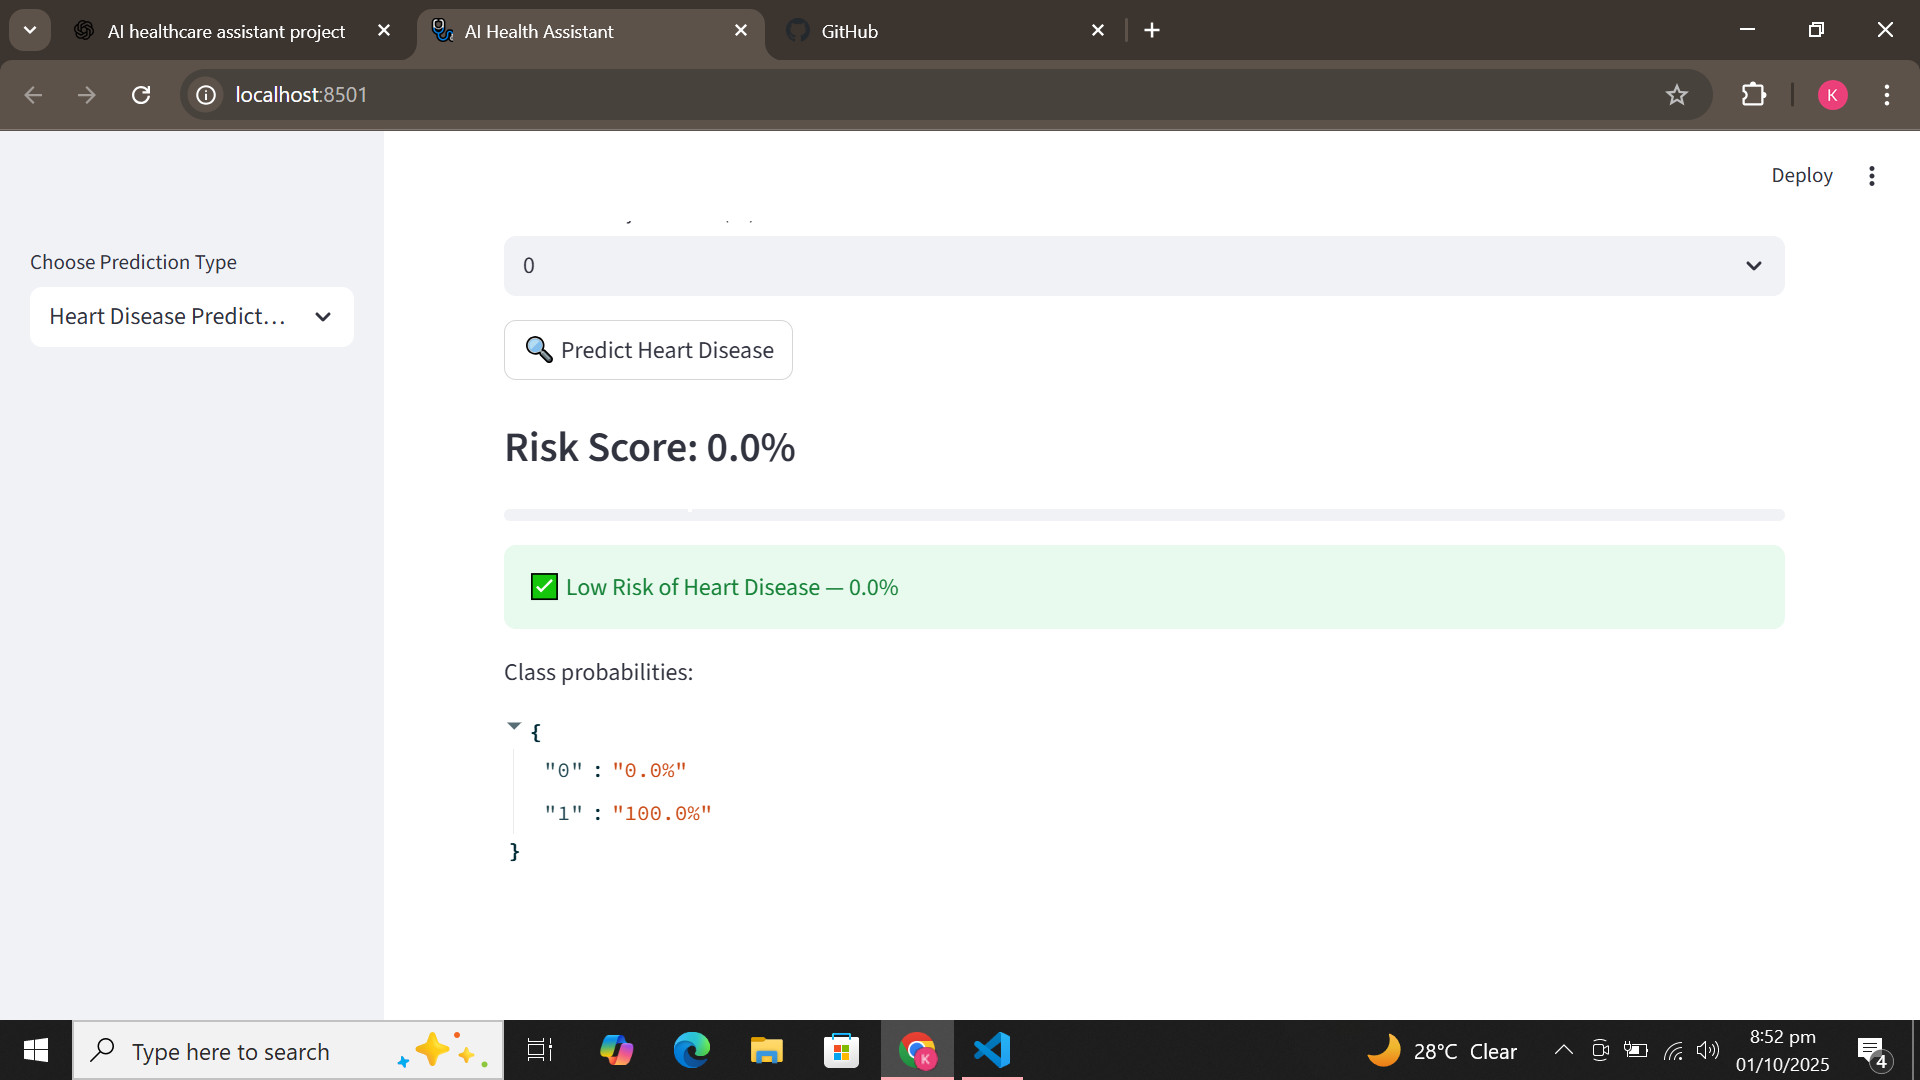 AI healthcare assistant project
AI Health Assistant
GitHub
localhost:8501
K
Deploy
Choose Prediction Type
Heart Disease Predict...
0
Predict Heart Disease
Risk Score: 0.0%
Low Risk of Heart Disease — 0.0%
Class probabilities:
{
"0" : "0.0%"
"1" : "100.0%"
}
Type here to search
K
28°C Clear
8:52 pm
01/10/2025
4